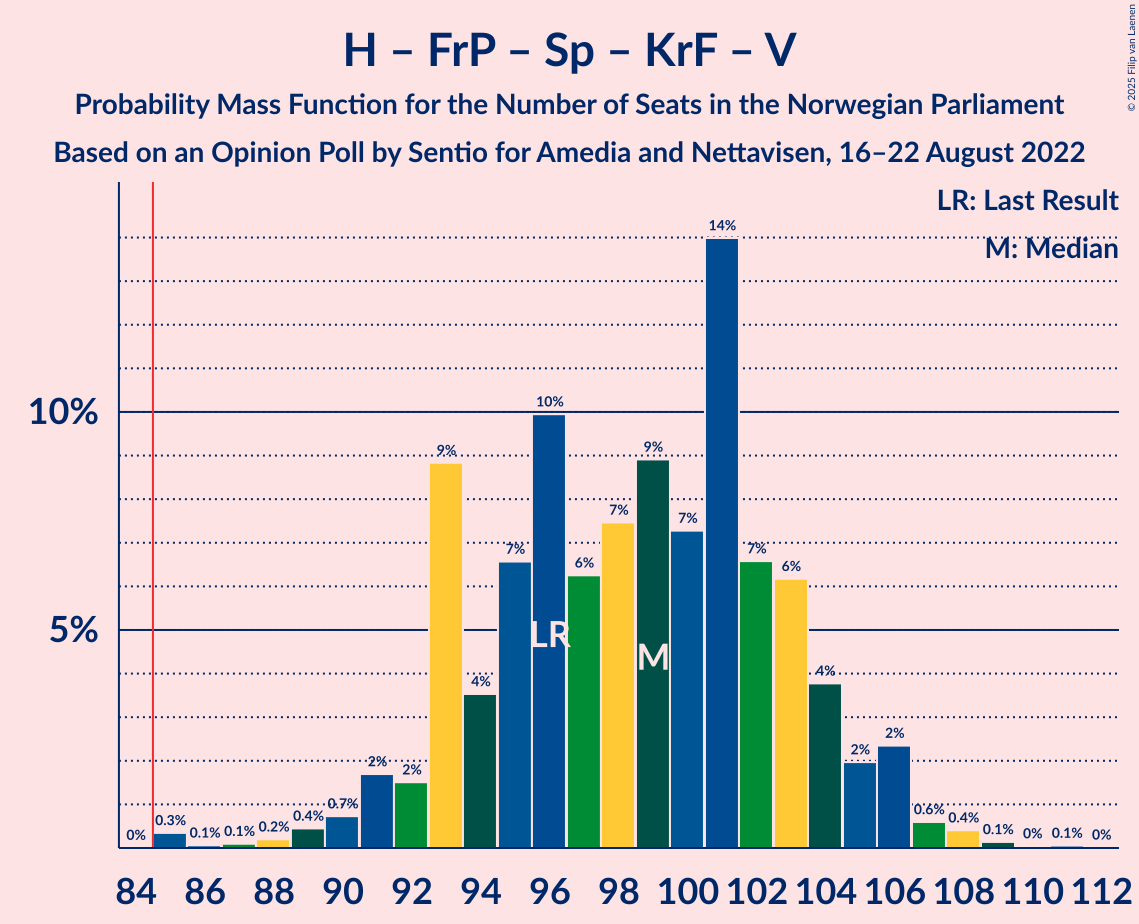 H – FrP – Sp – KrF – V
Probability Mass Function for the Number of Seats in the Norwegian Parliament
Based on an Opinion Poll by Sentio for Amedia and Nettavisen, 16–22 August 2022
© 2025 Filip van Laenen
LR: Last Result
M: Median
10%
5%
0% 0.3% 0.1% 0.1% 0.2% 0.4% 0.7% 2% 2% 9% 4% 7% 10% 6% 7% 9% 7% 14% 7% 6% 4% 2% 2% 0.6% 0.4% 0.1% 0% 0.1% 0%
LR
M
84 86 88 90 92 94 96 98 100 102 104 106 108 110 112